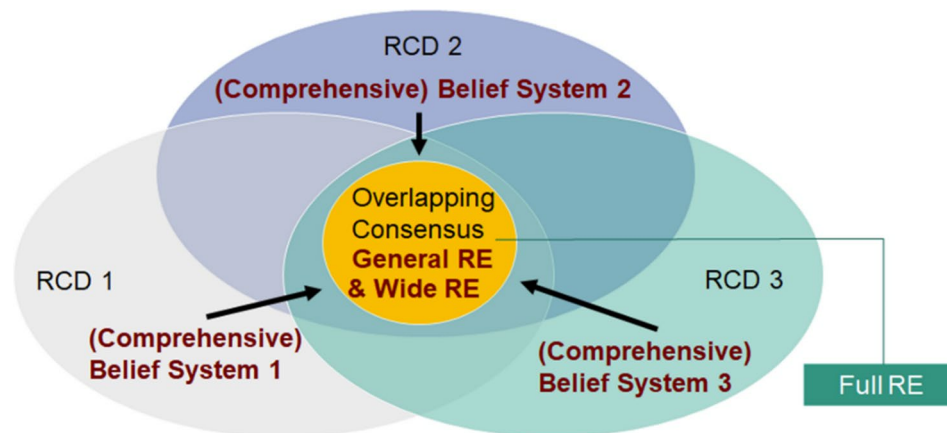 RCD 2
(Comprehensive) Belief System 2
Overlapping
Consensus
General RE
& Wide RE
RCD 1
RCD 3
(Comprehensive)
Belief System 1
(Comprehensive)
Belief System 3
Full RE